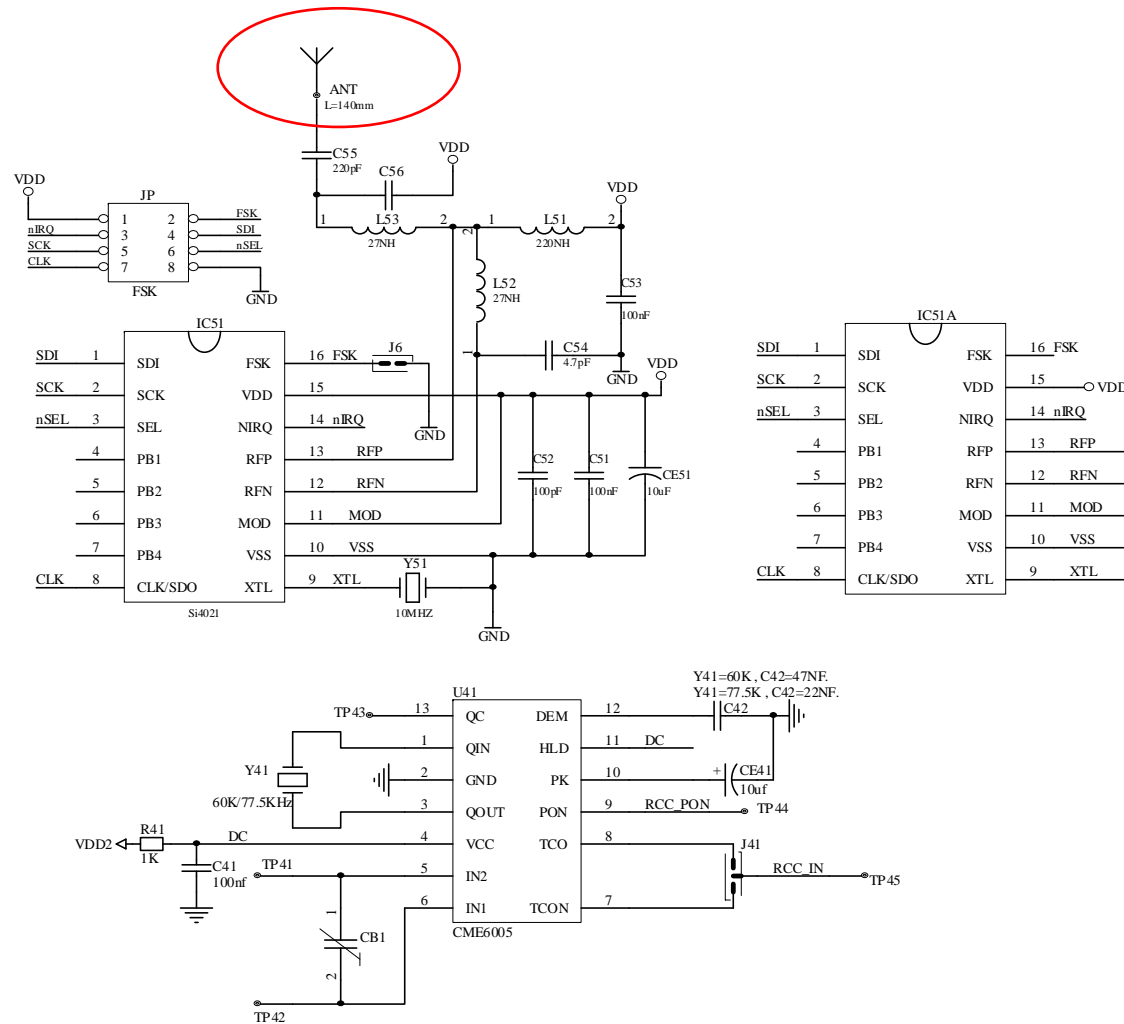 ANT
L=140mm
C55
220pF
VDD
C56
VDD
JP
1 2 FSK
nIRQ 3 4 SDI
SCK 5 6 nSEL
CLK 7 8
FSK
GND
VDD
1 L53 2
27NH
1 L51 2
220NH
2
L52
27NH
1
C53
100nF
C54
4.7pF
GND
IC51
SDI 1 SDI FSK 16 FSK
J6
SCK 2 SCK VDD 15
VDD
nSEL 3 SEL NIRQ 14 nIRQ
GND
4 PB1 RFP 13 RFP
5 PB2 RFN 12 RFN
6 PB3 MOD 11 MOD
7 PB4 VSS 10 VSS
CLK 8 CLK/SDO XTL 9 XTL
Si4021
Y51
10MHZ
GND
C52
100pF
C51
100nF
CE51
10uF
IC51A
SDI 1 SDI FSK 16 FSK
SCK 2 SCK VDD 15 VDD
nSEL 3 SEL NIRQ 14 nIRQ
4 PB1 RFP 13 RFP
5 PB2 RFN 12 RFN
6 PB3 MOD 11 MOD
7 PB4 VSS 10 VSS
CLK 8 CLK/SDO XTL 9 XTL
Y41=60K , C42=47NF.
Y41=77.5K , C42=22NF.
U41
TP43 13 QC DEM 12 C42
1 QIN HLD 11 DC
2 GND PK 10 + CE41
10uf
Y41
60K/77.5KHz
3 QOUT PON 9 RCC_PON TP44
VDD2 R41 DC 4 VCC TCO 8
1K
J41
C41
100nf
TP41 5 IN2 RCC_IN TP45
6 IN1 TCON 7
1
CB1
2
CME6005
TP42